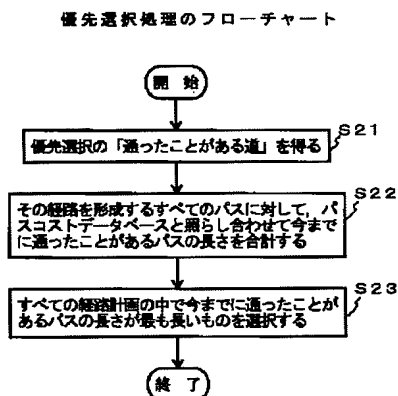 優先選択処理のフローチャート
開 始
S21
優先選択の「通ったことがある道」を得る
S22
その経路を形成するすべてのパスに対して，パ
スコストデータベースと照らし合わせて今まで
に通ったことがあるパスの長さを合計する
S23
すべての経路計画の中で今までに通ったことが
あるパスの長さが最も長いものを選択する
終 了